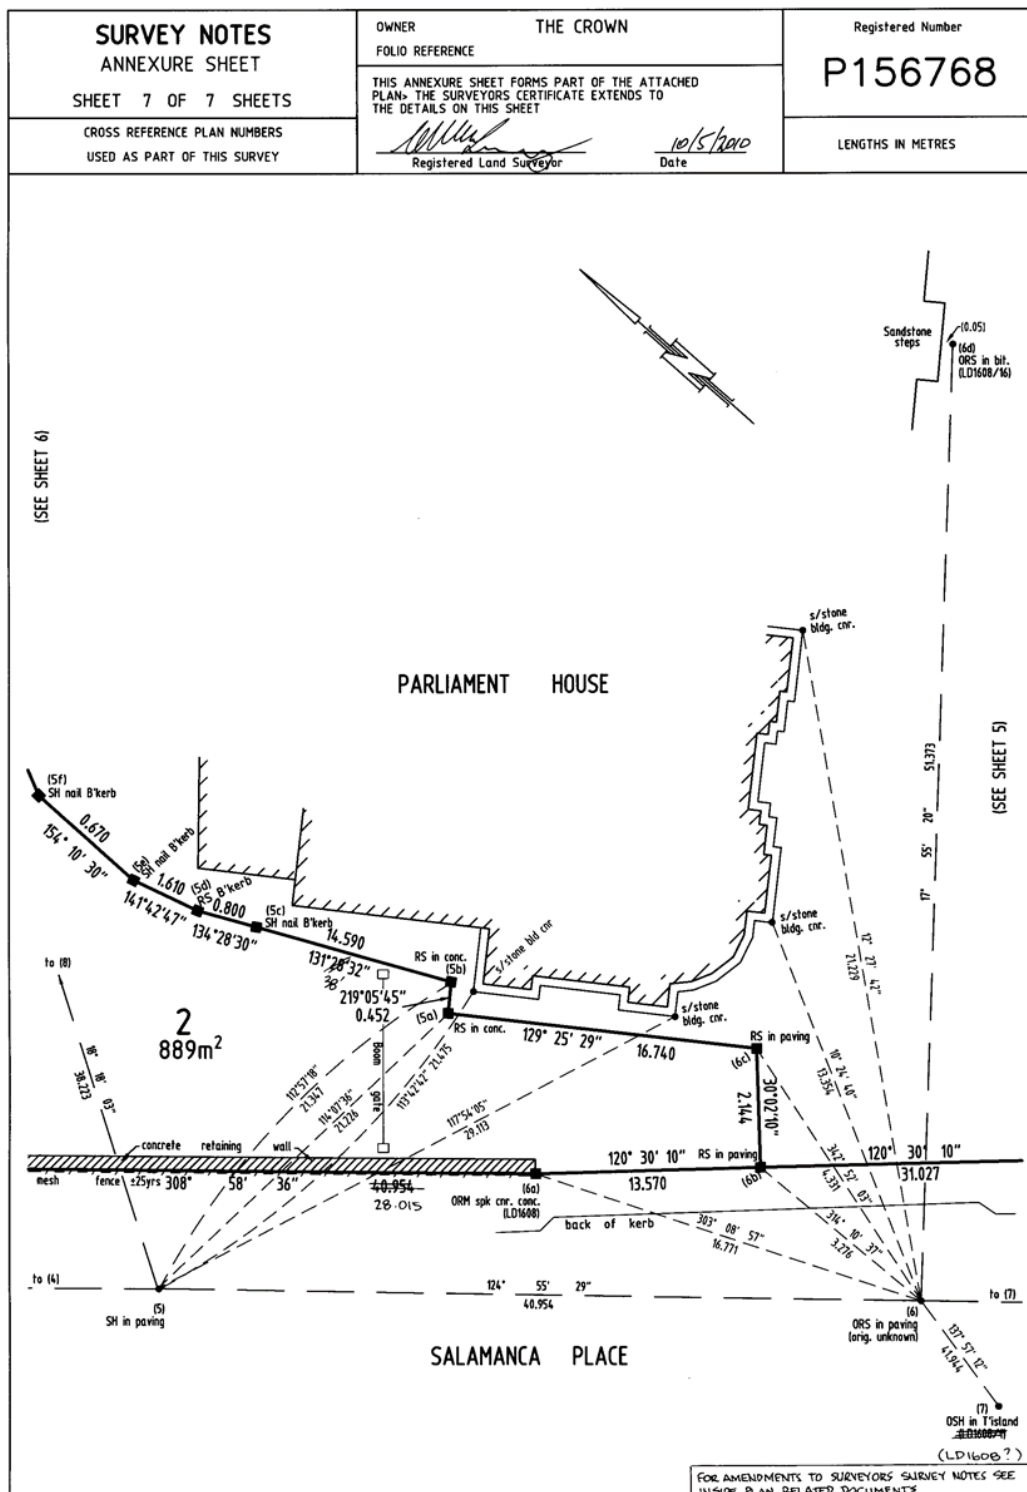 SURVEY NOTES
ANNEXURE SHEET
SHEET 7 OF 7 SHEETS
CROSS REFERENCE PLAN NUMBERS
USED AS PART OF THIS SURVEY
OWNER THE CROWN
FOLIO REFERENCE
THIS ANNEXURE SHEET FORMS PART OF THE ATTACHED
PLAN> THE SURVEYORS CERTIFICATE EXTENDS TO
THE DETAILS ON THIS SHEET
10/5/2010
Registered Land Surveyor Date
Registered Number
P156768
LENGTHS IN METRES
(SEE SHEET 6)
Sandstone
steps
(0.05)
(6d)
ORS in bit.
(LD1608/16)
s/stone
bldg. cnr.
PARLIAMENT HOUSE
(SEE SHEET 5)
17° 55' 20"
51.373
(5f)
SH nail B'kerb
0.670
154° 10' 30"
nail B'kerb
1.610
141°42'47"
(5d)
RS B'kerb
0.800
134°28'30"
(5c)
SH nail B'kerb
14.590
131°28'32"
38'
RS in conc.
(5b)
219°05'45"
0.452
(5a)
RS in conc.
s/stone bld cnr
s/stone
bldg. cnr.
s/stone
bldg. cnr.
12° 27' 42"
21.229
129° 25' 29"
16.740
RS in paving
(6c)
30°02'10"
2.144
10° 24' 40"
13.354
to (8)
18° 18' 03"
38.223
2
889m²
Boom gate
112°57'18"
21.347
114°07'36"
21.226
113°42'42" 21.475
117°54'05"
29.113
concrete retaining wall
mesh fence ±25yrs
308° 58' 36"
40.954
28.015
(6a)
ORM spk cnr. conc.
(LD1608)
120° 30' 10"
13.570
RS in paving
(6b)
120° 30' 10"
31.027
342° 52' 03"
4.331
314° 10' 37"
3.276
303° 08' 57"
16.771
back of kerb
to (4)
(5)
SH in paving
124° 55' 29"
40.954
to (7)
(6)
ORS in paving
(orig. unknown)
137° 57' 12"
41.944
SALAMANCA PLACE
(7)
OSH in T'island
(LD1608?)
FOR AMENDMENTS TO SURVEYORS SURVEY NOTES SEE
INSIDE PLAN RELATED DOCUMENTS